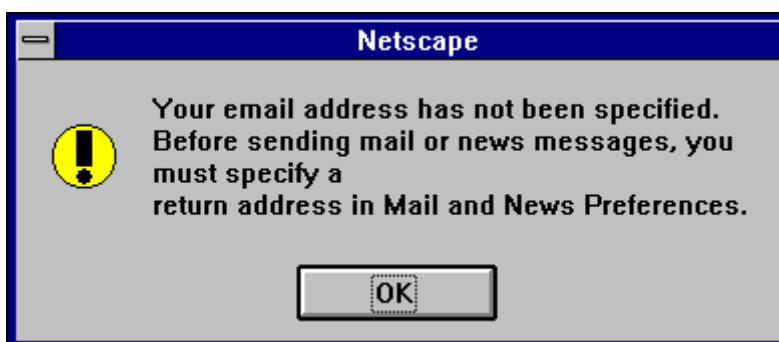 Netscape
Your email address has not been specified.
Before sending mail or news messages, you
must specify a
return address in Mail and News Preferences.
OK